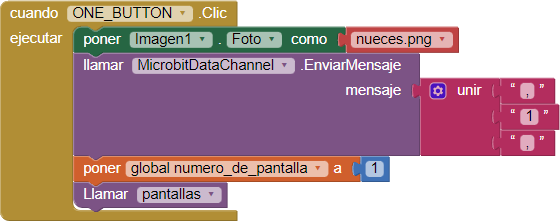 cuando ONE_BUTTON .Clic
ejecutar poner Imagen1 . Foto como nueces.png
llamar MicrobitDataChannel .EnviarMensaje
mensaje unir " , "
" 1 "
" , "
poner global numero_de_pantalla a 1
Llamar pantallas